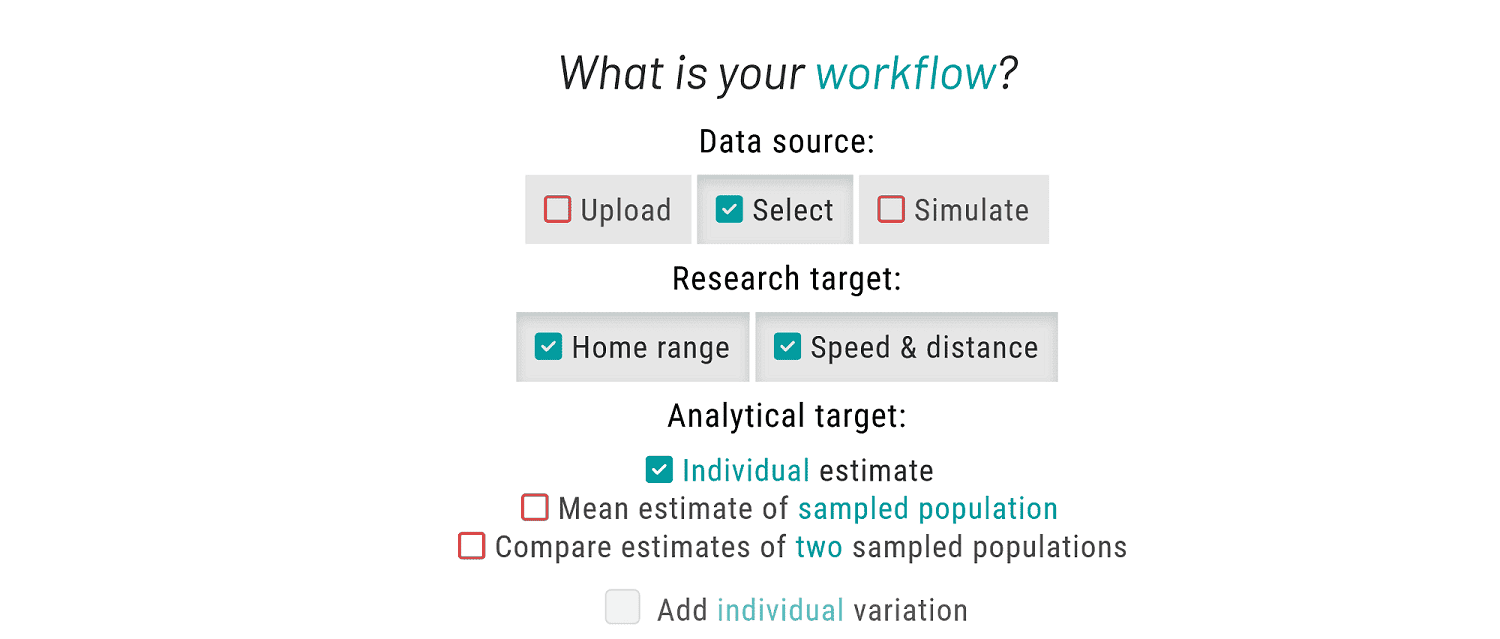 What is your workflow?
Data source:
Upload Select Simulate
Research target:
Home range Speed & distance
Analytical target:
Individual estimate
Mean estimate of sampled population
Compare estimates of two sampled populations
Add individual variation